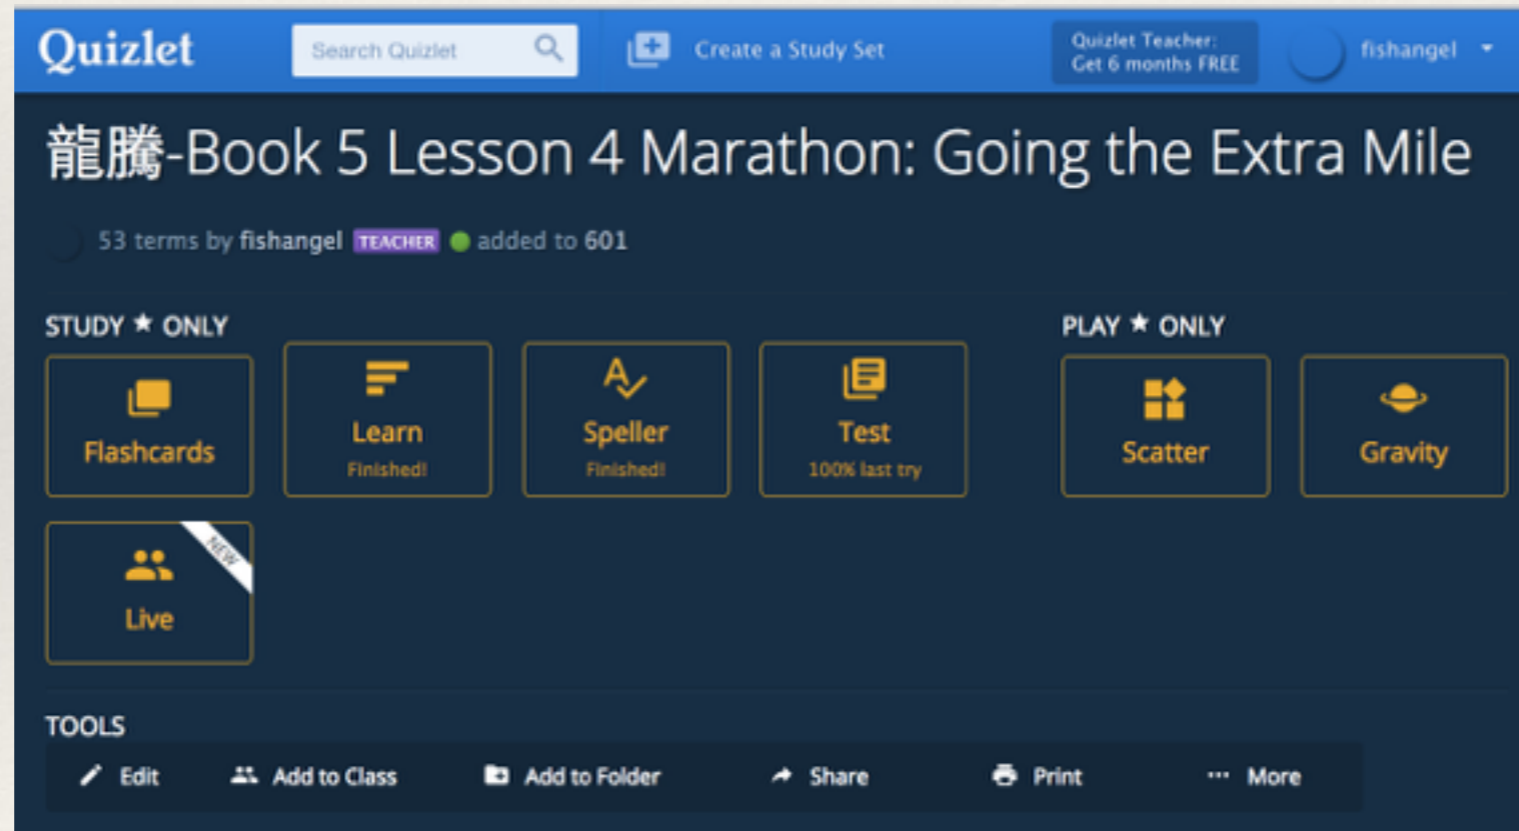 Quizlet
Search Quizlet
Create a Study Set
Quizlet Teacher:
Get 6 months FREE
fishangel
龍騰-Book 5 Lesson 4 Marathon: Going the Extra Mile
53 terms by fishangel TEACHER added to 601
STUDY ★ ONLY
PLAY ★ ONLY
Flashcards
Learn
Finished!
Speller
Finished!
Test
100% last try
Scatter
Gravity
NEW
Live
TOOLS
Edit
Add to Class
Add to Folder
Share
Print
More